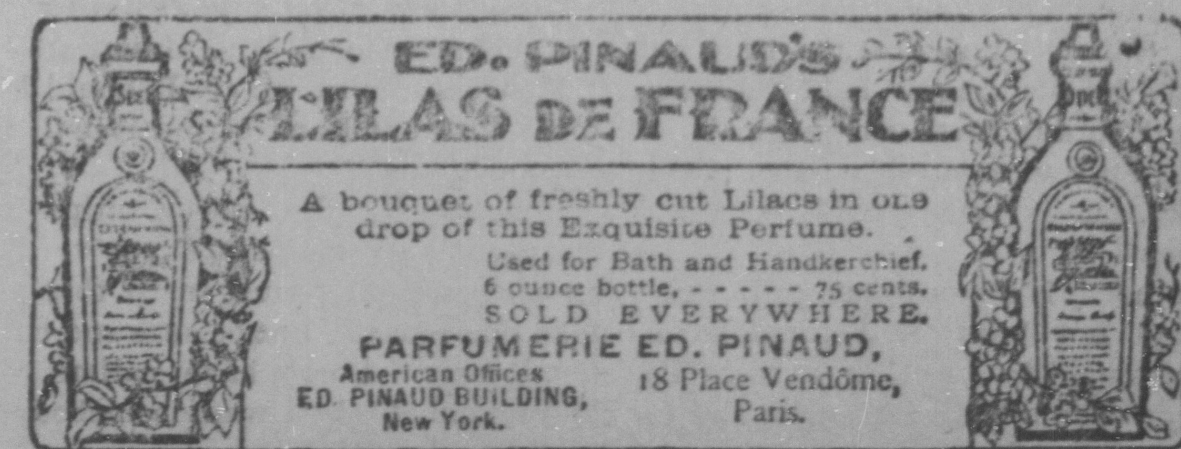 ED. PINAUD'S
LILAS DE FRANCE
A bouquet of freshly cut Lilacs in one
drop of this Exquisite Perfume.
Used for Bath and Handkerchief.
6 ounce bottle, - - - - - 75 cents.
SOLD EVERYWHERE.
PARFUMERIE ED. PINAUD,
American Offices
ED. PINAUD BUILDING,
New York.
18 Place Vendôme,
Paris.